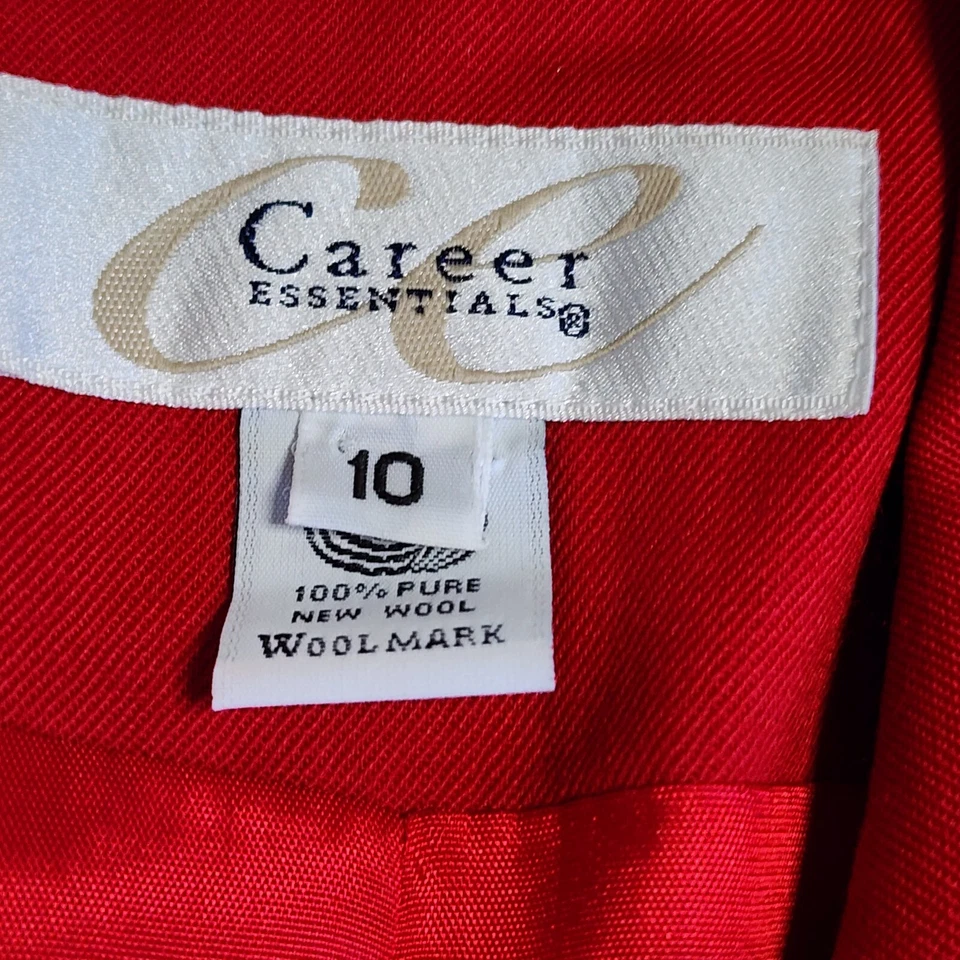 Career
ESSENTIALS®
10
100% PURE
NEW WOOL
WOOLMARK